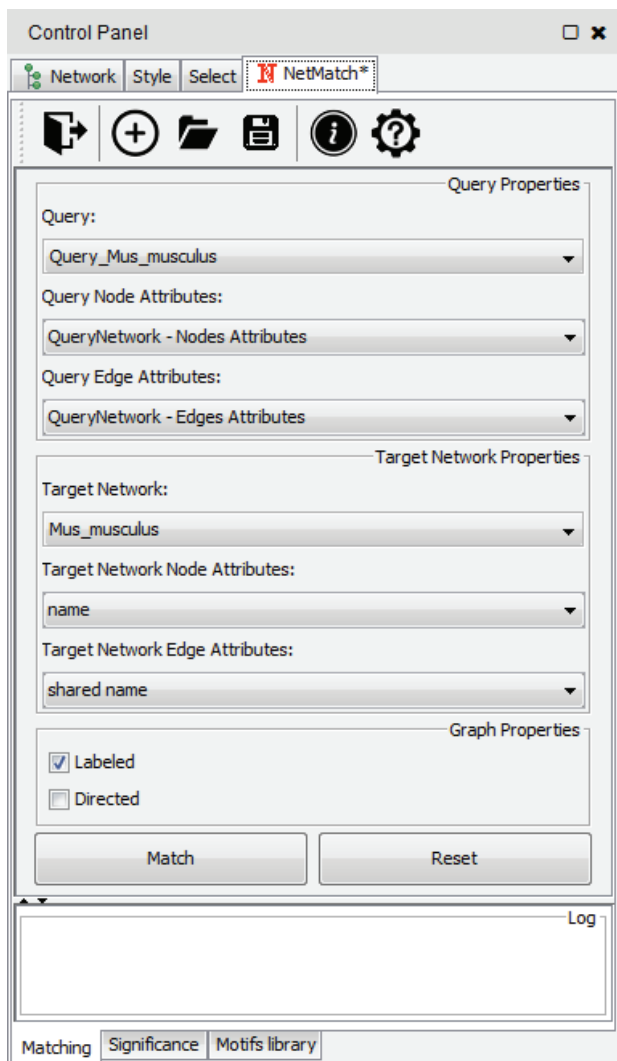 Control Panel
Network Style Select NetMatch*
Query Properties
Query:
Query_Mus_musculus
Query Node Attributes:
QueryNetwork - Nodes Attributes
Query Edge Attributes:
QueryNetwork - Edges Attributes
Target Network Properties
Target Network:
Mus_musculus
Target Network Node Attributes:
name
Target Network Edge Attributes:
shared name
Graph Properties
Labeled
Directed
Match Reset
Log
Matching Significance Motifs library